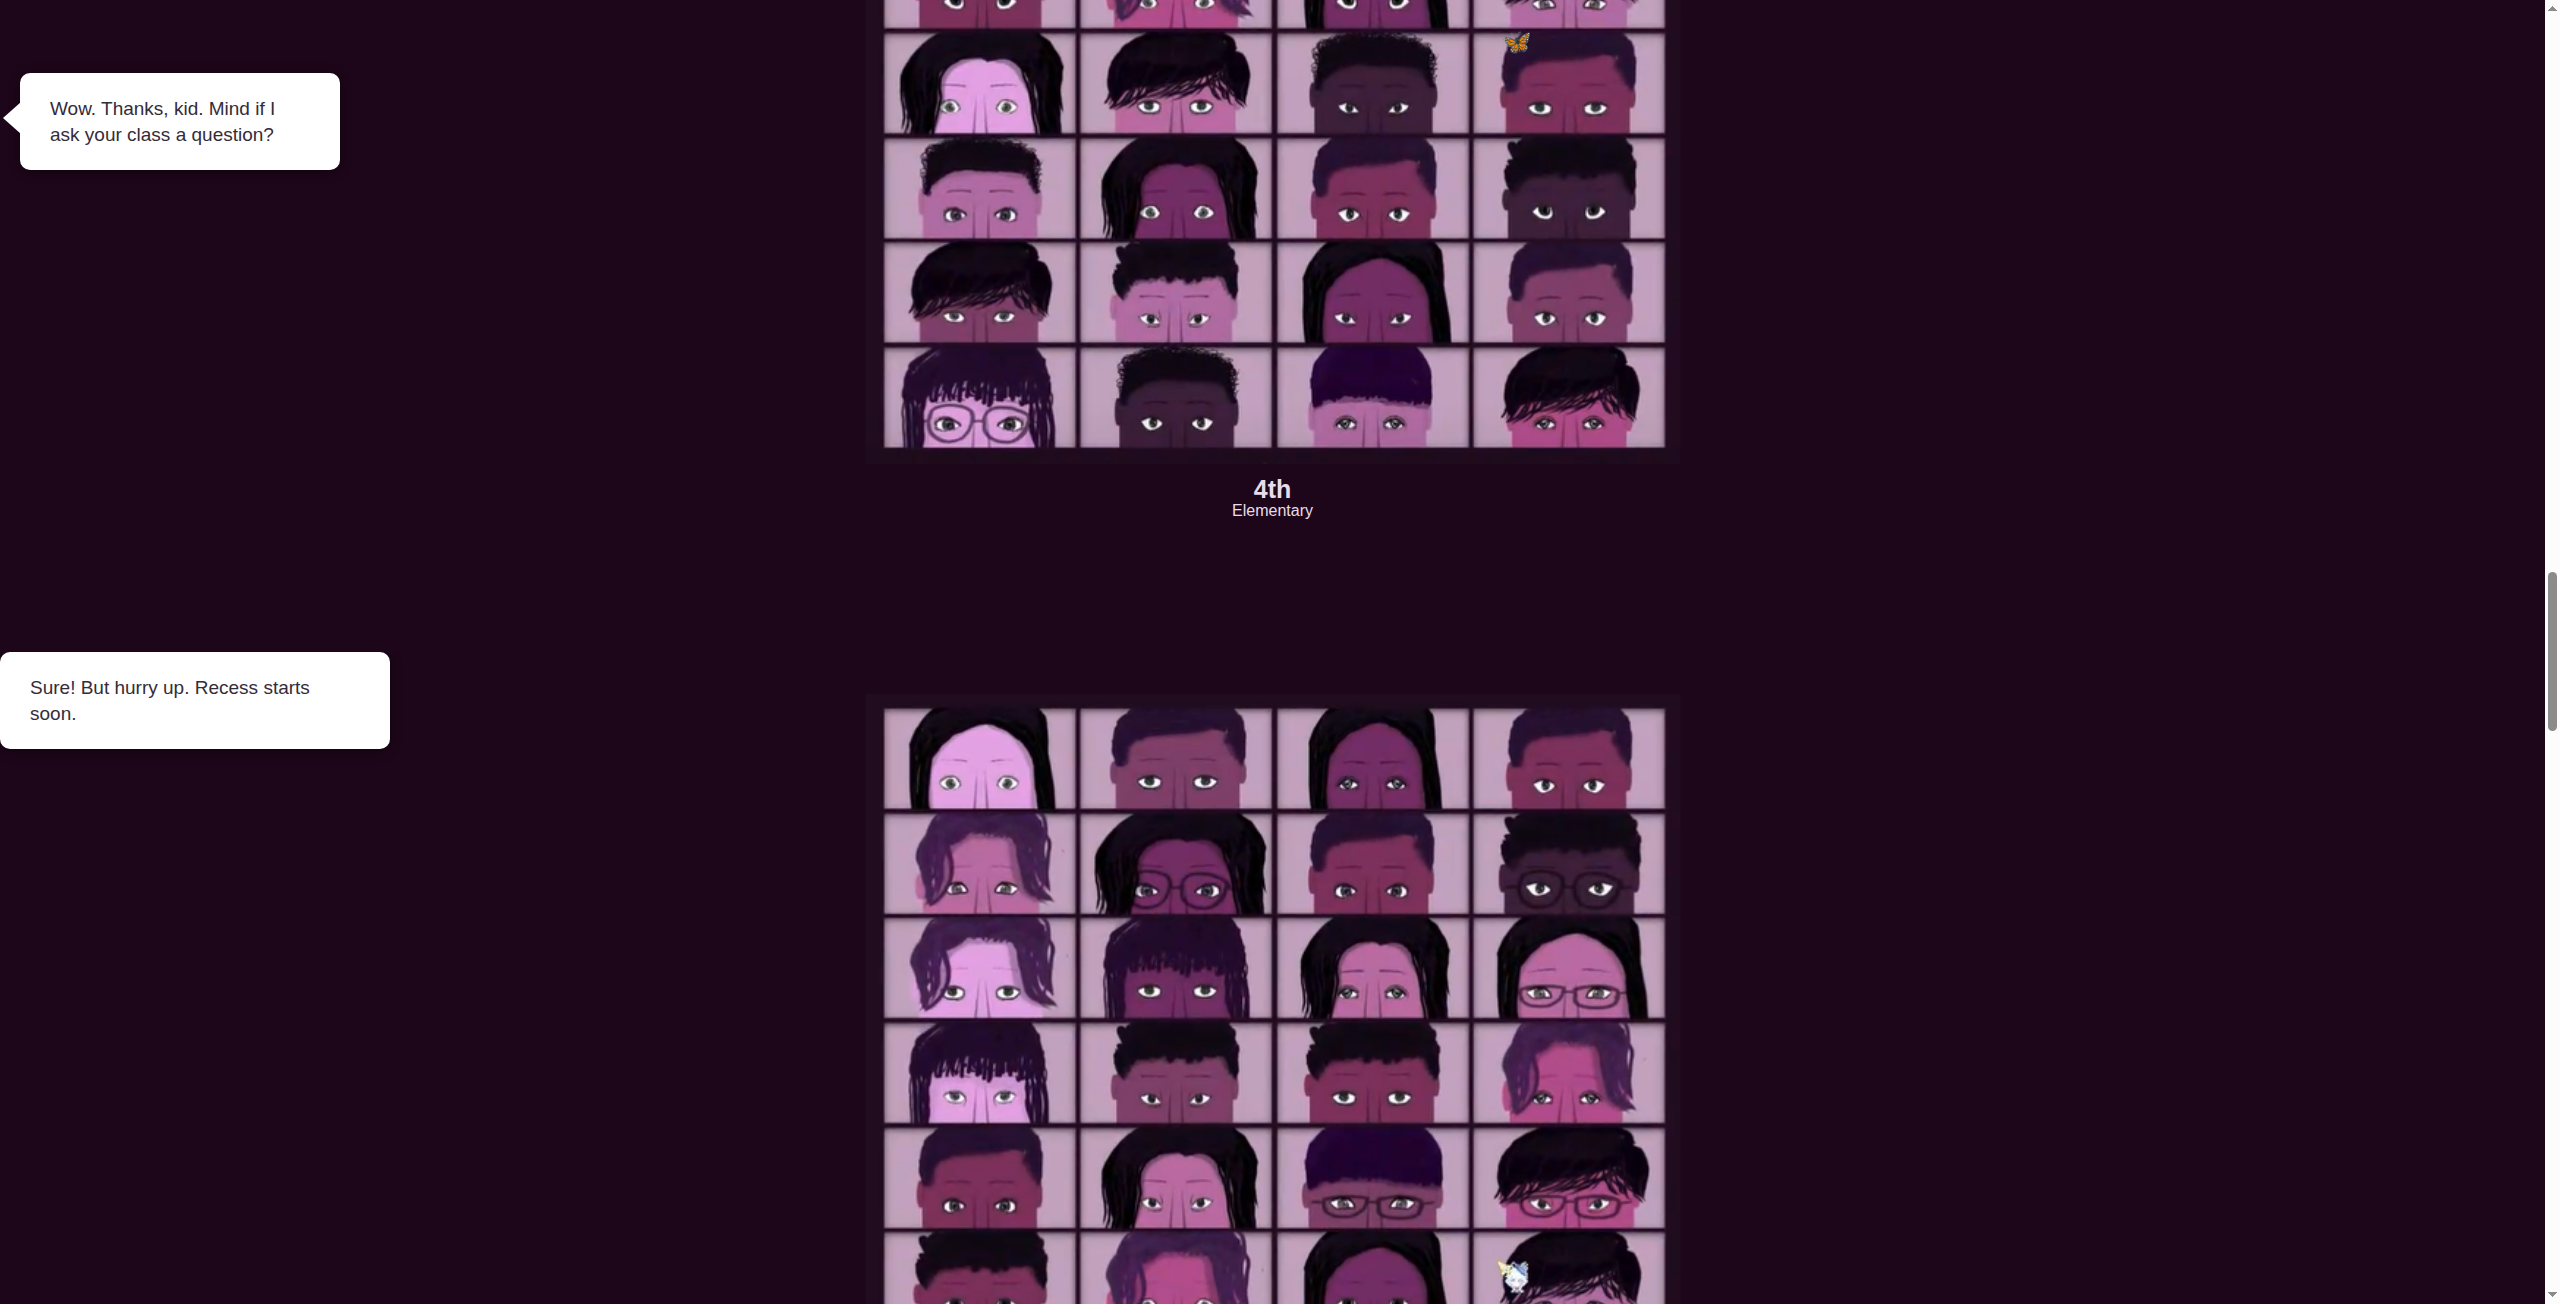 Wow. Thanks, kid. Mind if I
ask your class a question?
4th
Elementary
Sure! But hurry up. Recess starts
soon.